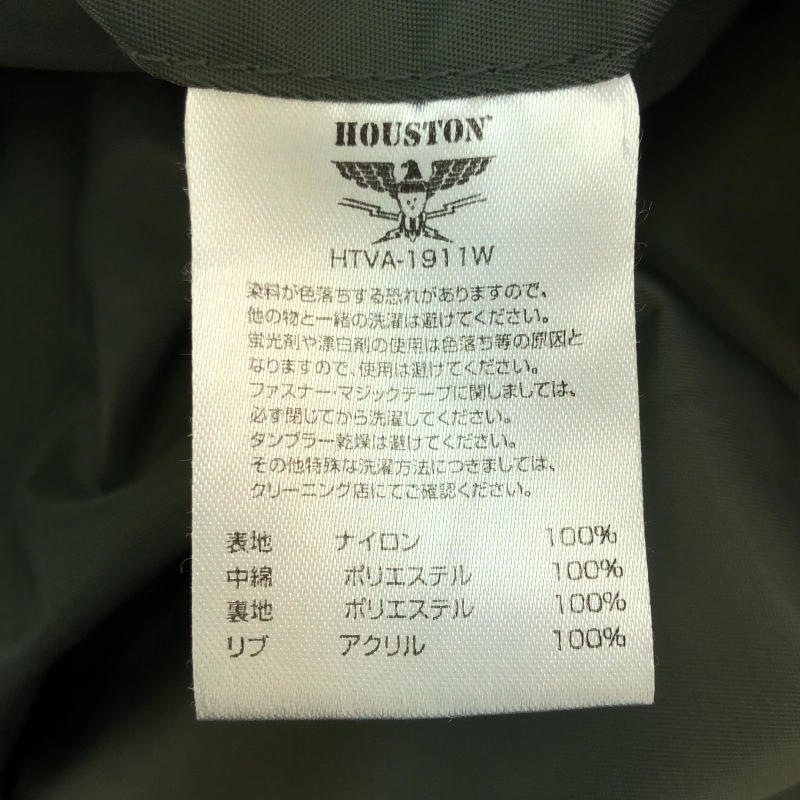 HOUSTON
HTVA-1911W
染料が色落ちする恐れがありますので、
他の物と一緒の洗濯は避けてください。
蛍光剤や漂白剤の使用は色落ち等の原因と
なりますので、使用は避けてください。
ファスナー・マジックテープに関しましては、
必ず閉じてから洗濯してください。
タンブラー乾燥は避けてください。
その他特殊な洗濯方法につきましては、
クリーニング店にてご確認ください。
表地 ナイロン 100%
中綿 ポリエステル 100%
裏地 ポリエステル 100%
リブ アクリル 100%